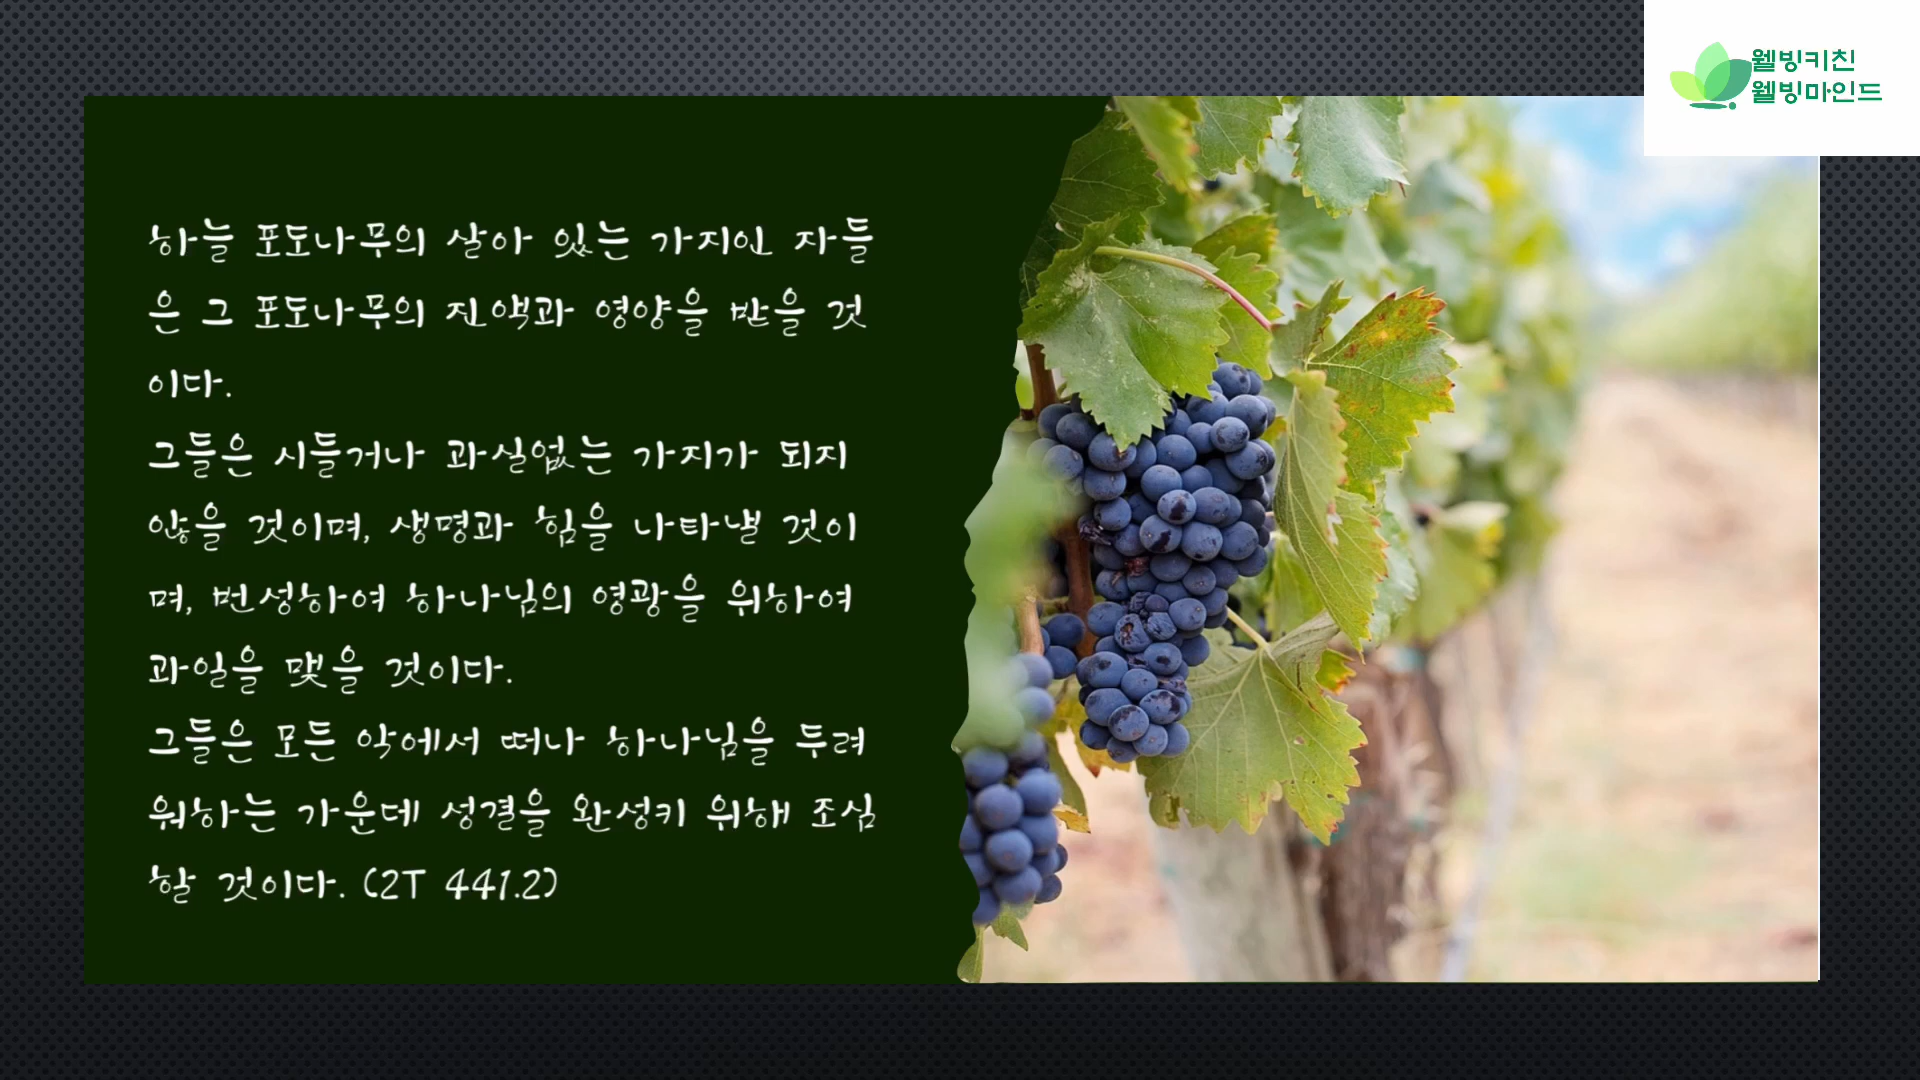 웰빙키친
웰빙마인드
하늘 포도나무의 살아 있는 가지인 자들
은 그 포도나무의 진액과 영양을 받을 것
이다.
그들은 시들거나 과실없는 가지가 되지
않을 것이며, 생명과 힘을 나타낼 것이
며, 번성하여 하나님의 영광을 위하여
과일을 맺을 것이다.
그들은 모든 악에서 떠나 하나님을 두려
워하는 가운데 성결을 완성키 위해 조심
할 것이다. (2T 441.2)